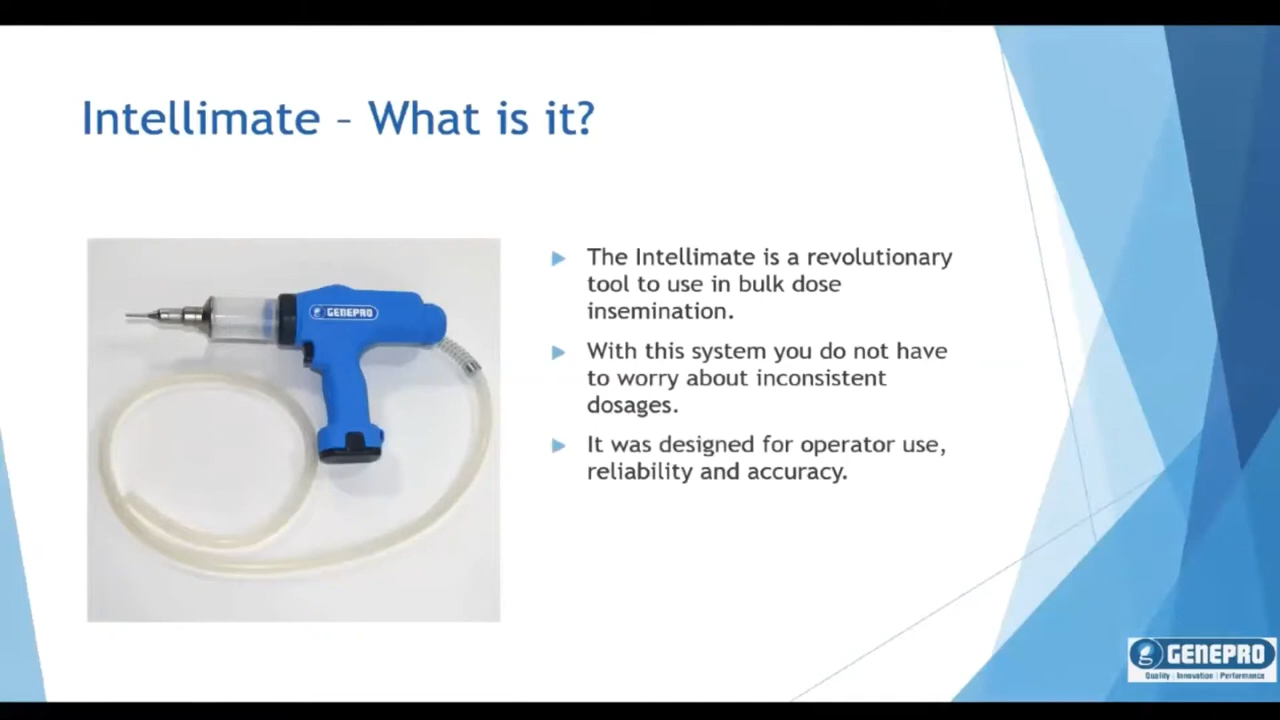 Intellimate – What is it?
GENEPRO
The Intellimate is a revolutionary
tool to use in bulk dose
insemination.
With this system you do not have
to worry about inconsistent
dosages.
It was designed for operator use,
reliability and accuracy.
GENEPRO
Quality | Innovation | Performance